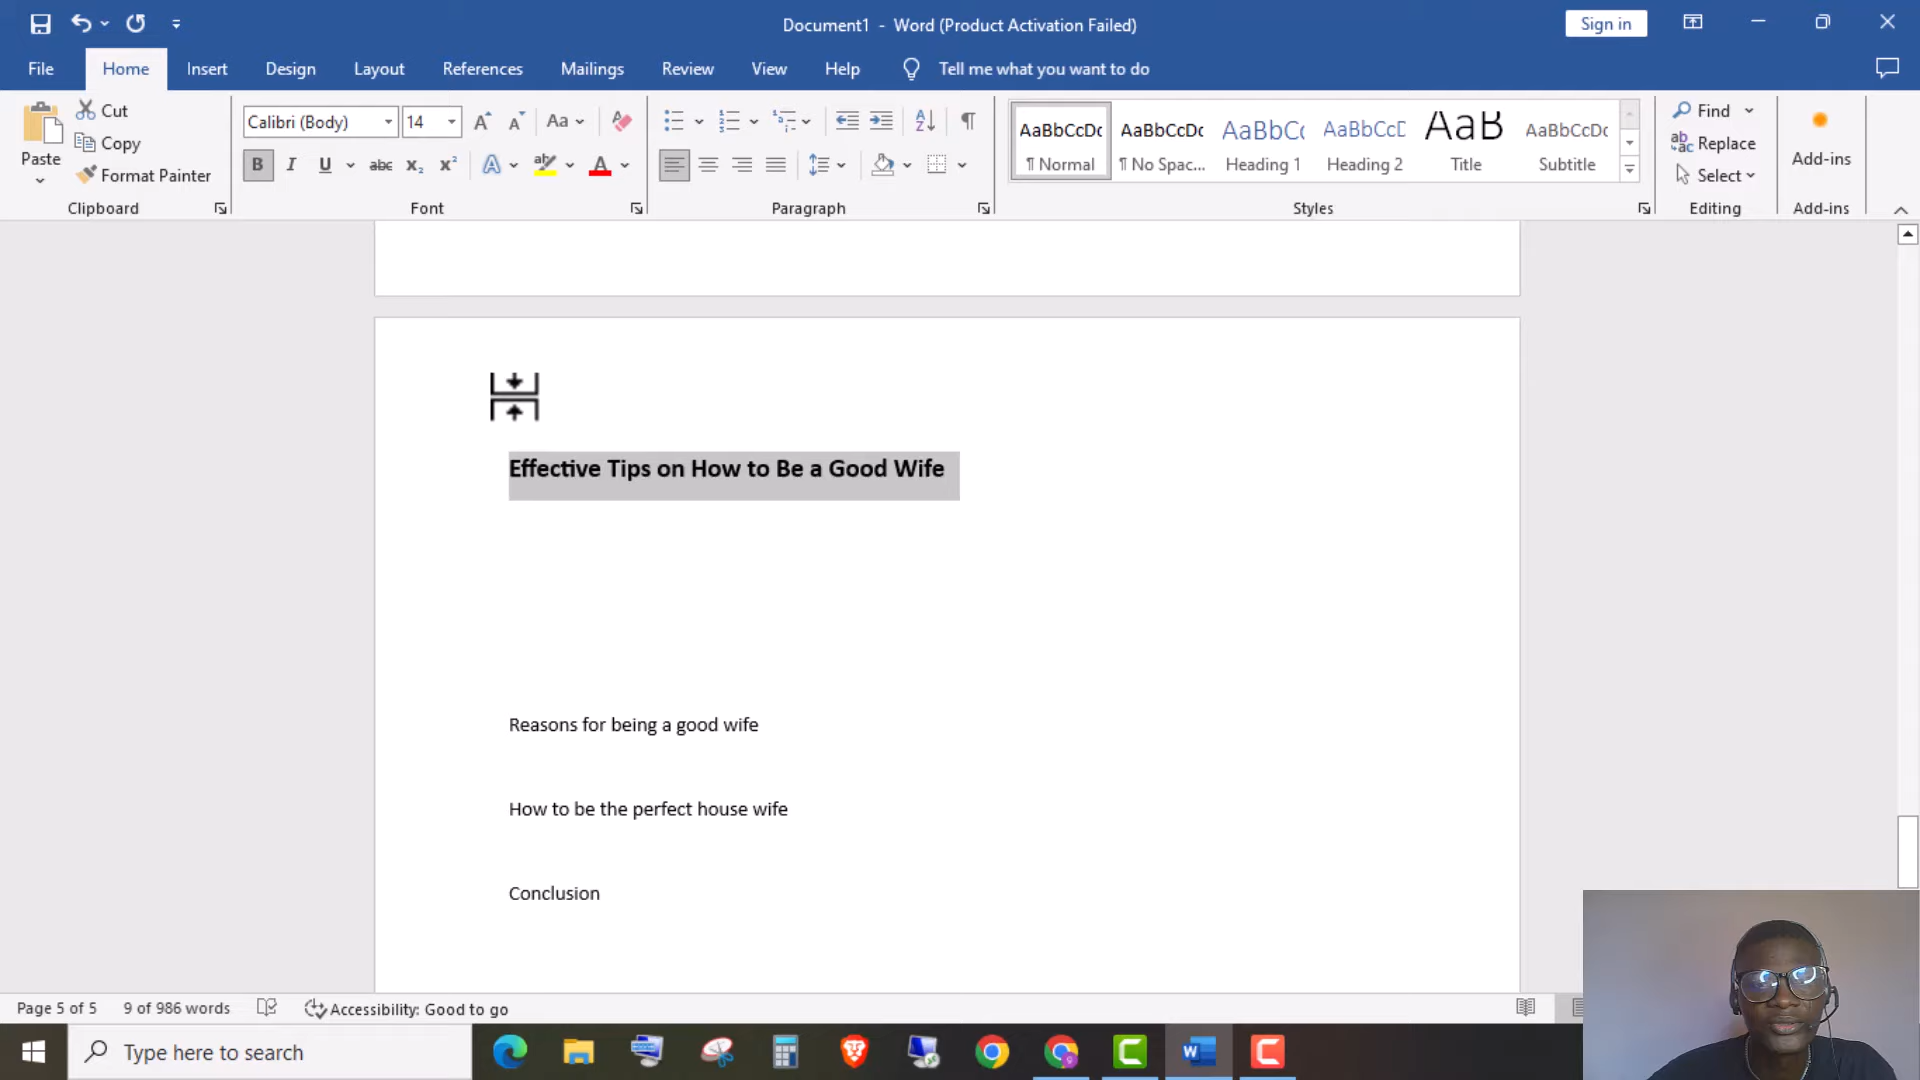 Document1 - Word (Product Activation Failed)
Sign in
File Home Insert Design Layout References Mailings Review View Help Tell me what you want to do
Cut
Copy
Format Painter
Paste
Clipboard
Calibri (Body) 14
Aa
B I U abc x₂ x² A ab A
Font
A Z ¶
Paragraph
AaBbCcDc AaBbCcDc AaBbC AaBbCcD AaB AaBbCcDc
¶ Normal ¶ No Spac... Heading 1 Heading 2 Title Subtitle
Styles
Find
Replace
Select
Editing
Add-ins
Add-ins
Effective Tips on How to Be a Good Wife
Reasons for being a good wife
How to be the perfect house wife
Conclusion
Page 5 of 5 9 of 986 words Accessibility: Good to go
Type here to search